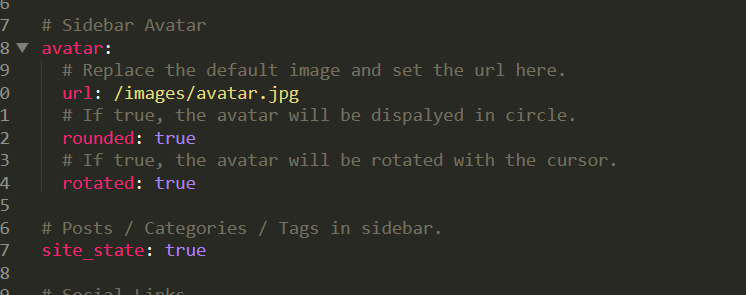 6
7 # Sidebar Avatar
8 avatar:
9 # Replace the default image and set the url here.
0 url: /images/avatar.jpg
1 # If true, the avatar will be dispalyed in circle.
2 rounded: true
3 # If true, the avatar will be rotated with the cursor.
4 rotated: true
5
6 # Posts / Categories / Tags in sidebar.
7 site_state: true
8
9 # Social Links